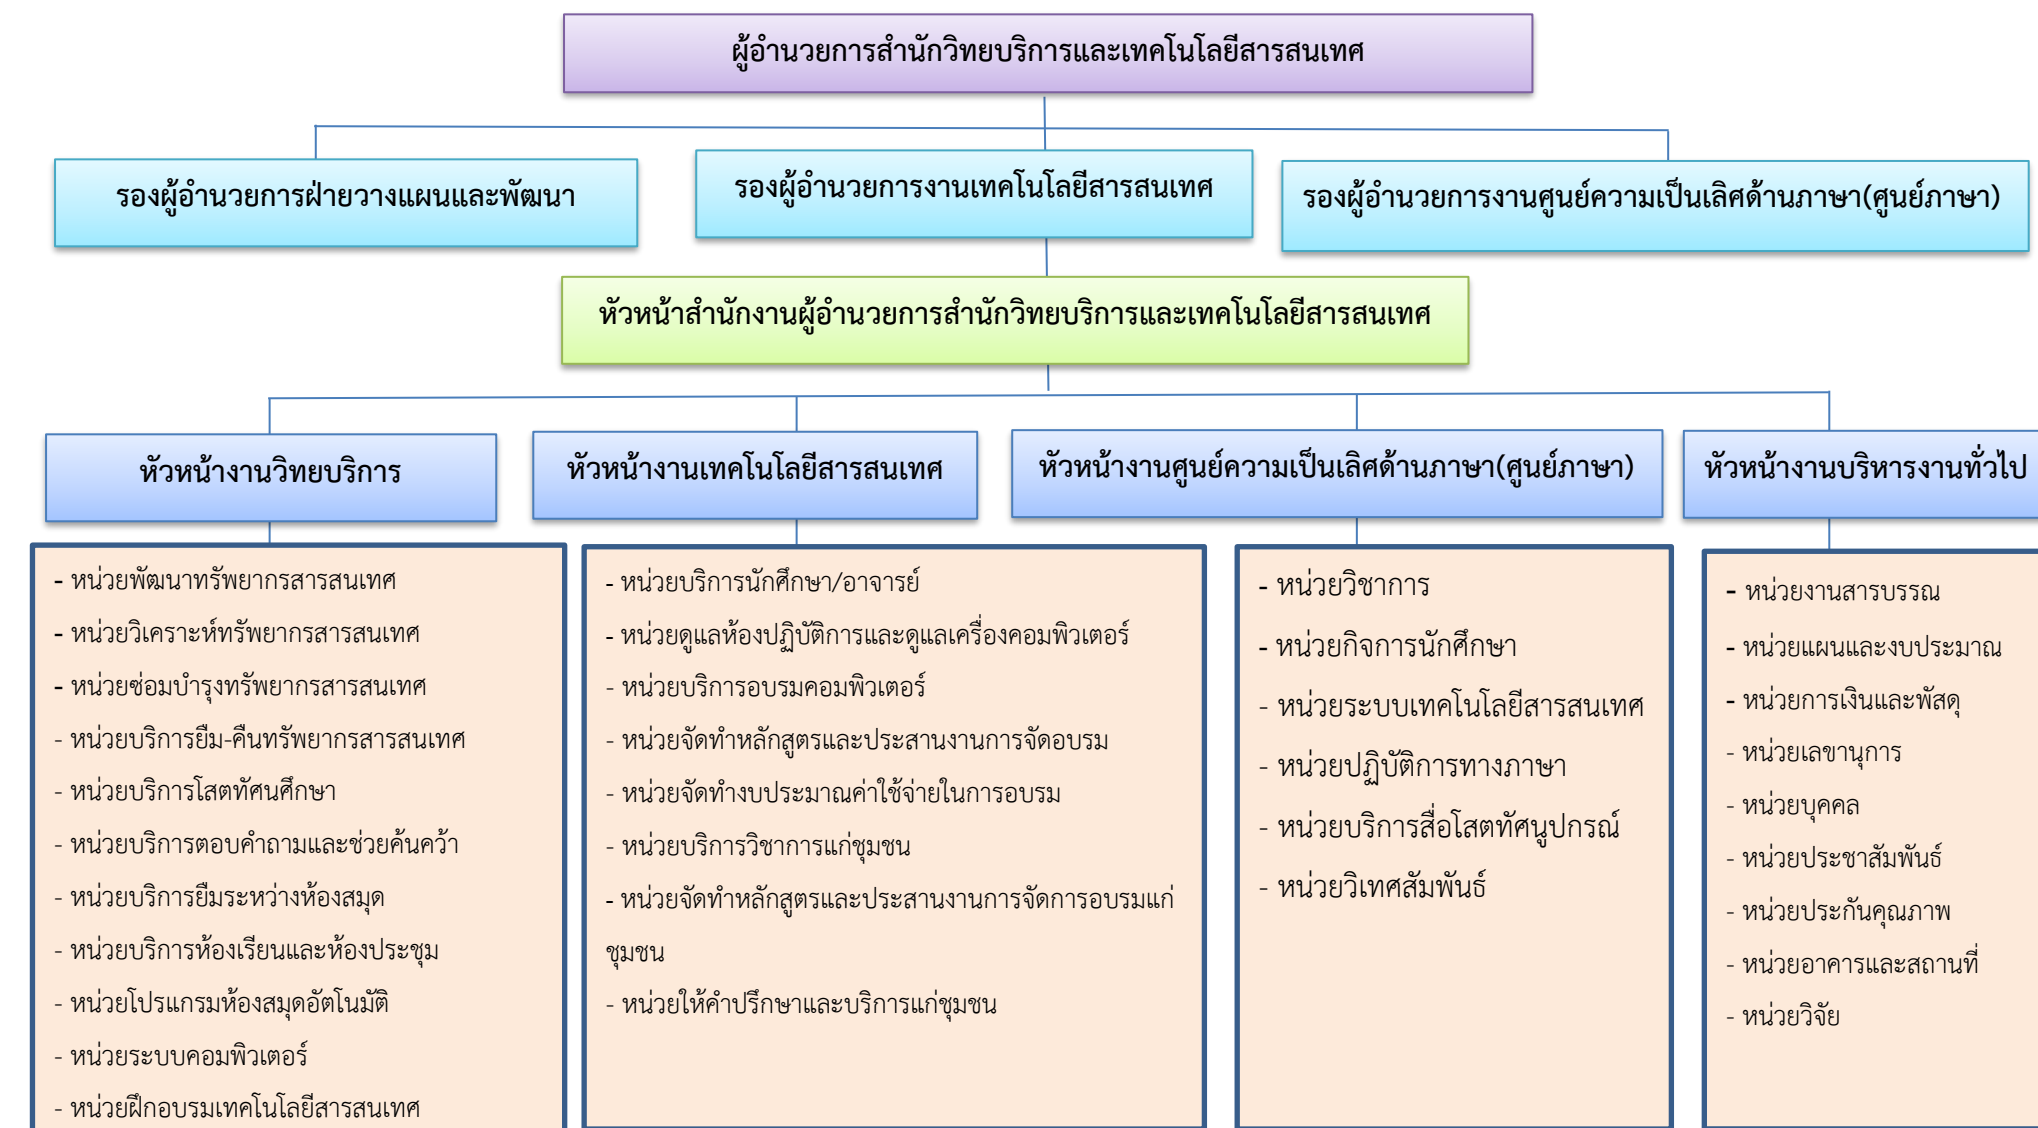 ผู้อำนวยการสำนักวิทยบริการและเทคโนโลยีสารสนเทศ
รองผู้อำนวยการฝ่ายวางแผนและพัฒนา
รองผู้อำนวยการงานเทคโนโลยีสารสนเทศ
รองผู้อำนวยการงานศูนย์ความเป็นเลิศด้านภาษา(ศูนย์ภาษา)
หัวหน้าสำนักงานผู้อำนวยการสำนักวิทยบริการและเทคโนโลยีสารสนเทศ
หัวหน้างานวิทยบริการ
หัวหน้างานเทคโนโลยีสารสนเทศ
หัวหน้างานศูนย์ความเป็นเลิศด้านภาษา(ศูนย์ภาษา)
หัวหน้างานบริหารงานทั่วไป
- หน่วยพัฒนาทรัพยากรสารสนเทศ
- หน่วยวิเคราะห์ทรัพยากรสารสนเทศ
- หน่วยซ่อมบำรุงทรัพยากรสารสนเทศ
- หน่วยบริการยืม-คืนทรัพยากรสารสนเทศ
- หน่วยบริการโสตทัศนศึกษา
- หน่วยบริการตอบคำถามและช่วยค้นคว้า
- หน่วยบริการยืมระหว่างห้องสมุด
- หน่วยบริการห้องเรียนและห้องประชุม
- หน่วยโปรแกรมห้องสมุดอัตโนมัติ
- หน่วยระบบคอมพิวเตอร์
- หน่วยฝึกอบรมเทคโนโลยีสารสนเทศ
- หน่วยบริการนักศึกษา/อาจารย์
- หน่วยดูแลห้องปฏิบัติการและดูแลเครื่องคอมพิวเตอร์
- หน่วยบริการอบรมคอมพิวเตอร์
- หน่วยจัดทำหลักสูตรและประสานงานการจัดอบรม
- หน่วยจัดทำงบประมาณค่าใช้จ่ายในการอบรม
- หน่วยบริการวิชาการแก่ชุมชน
- หน่วยจัดทำหลักสูตรและประสานงานการจัดการอบรมแก่
ชุมชน
- หน่วยให้คำปรึกษาและบริการแก่ชุมชน
- หน่วยวิชาการ
- หน่วยกิจการนักศึกษา
- หน่วยระบบเทคโนโลยีสารสนเทศ
- หน่วยปฏิบัติการทางภาษา
- หน่วยบริการสื่อโสตทัศนูปกรณ์
- หน่วยวิเทศสัมพันธ์
- หน่วยงานสารบรรณ
- หน่วยแผนและงบประมาณ
- หน่วยการเงินและพัสดุ
- หน่วยเลขานุการ
- หน่วยบุคคล
- หน่วยประชาสัมพันธ์
- หน่วยประกันคุณภาพ
- หน่วยอาคารและสถานที่
- หน่วยวิจัย